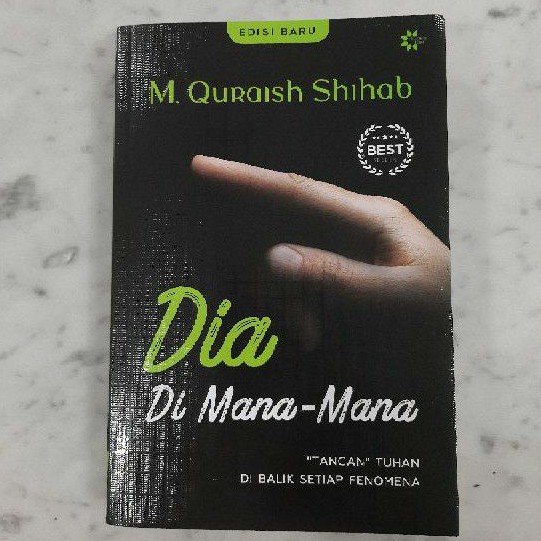 EDISI BARU
M. QURAISH SHIHAB
BEST
Dia
Di Mana-Mana
"TANGAN" TUHAN
DI BALIK SETIAP FENOMENA